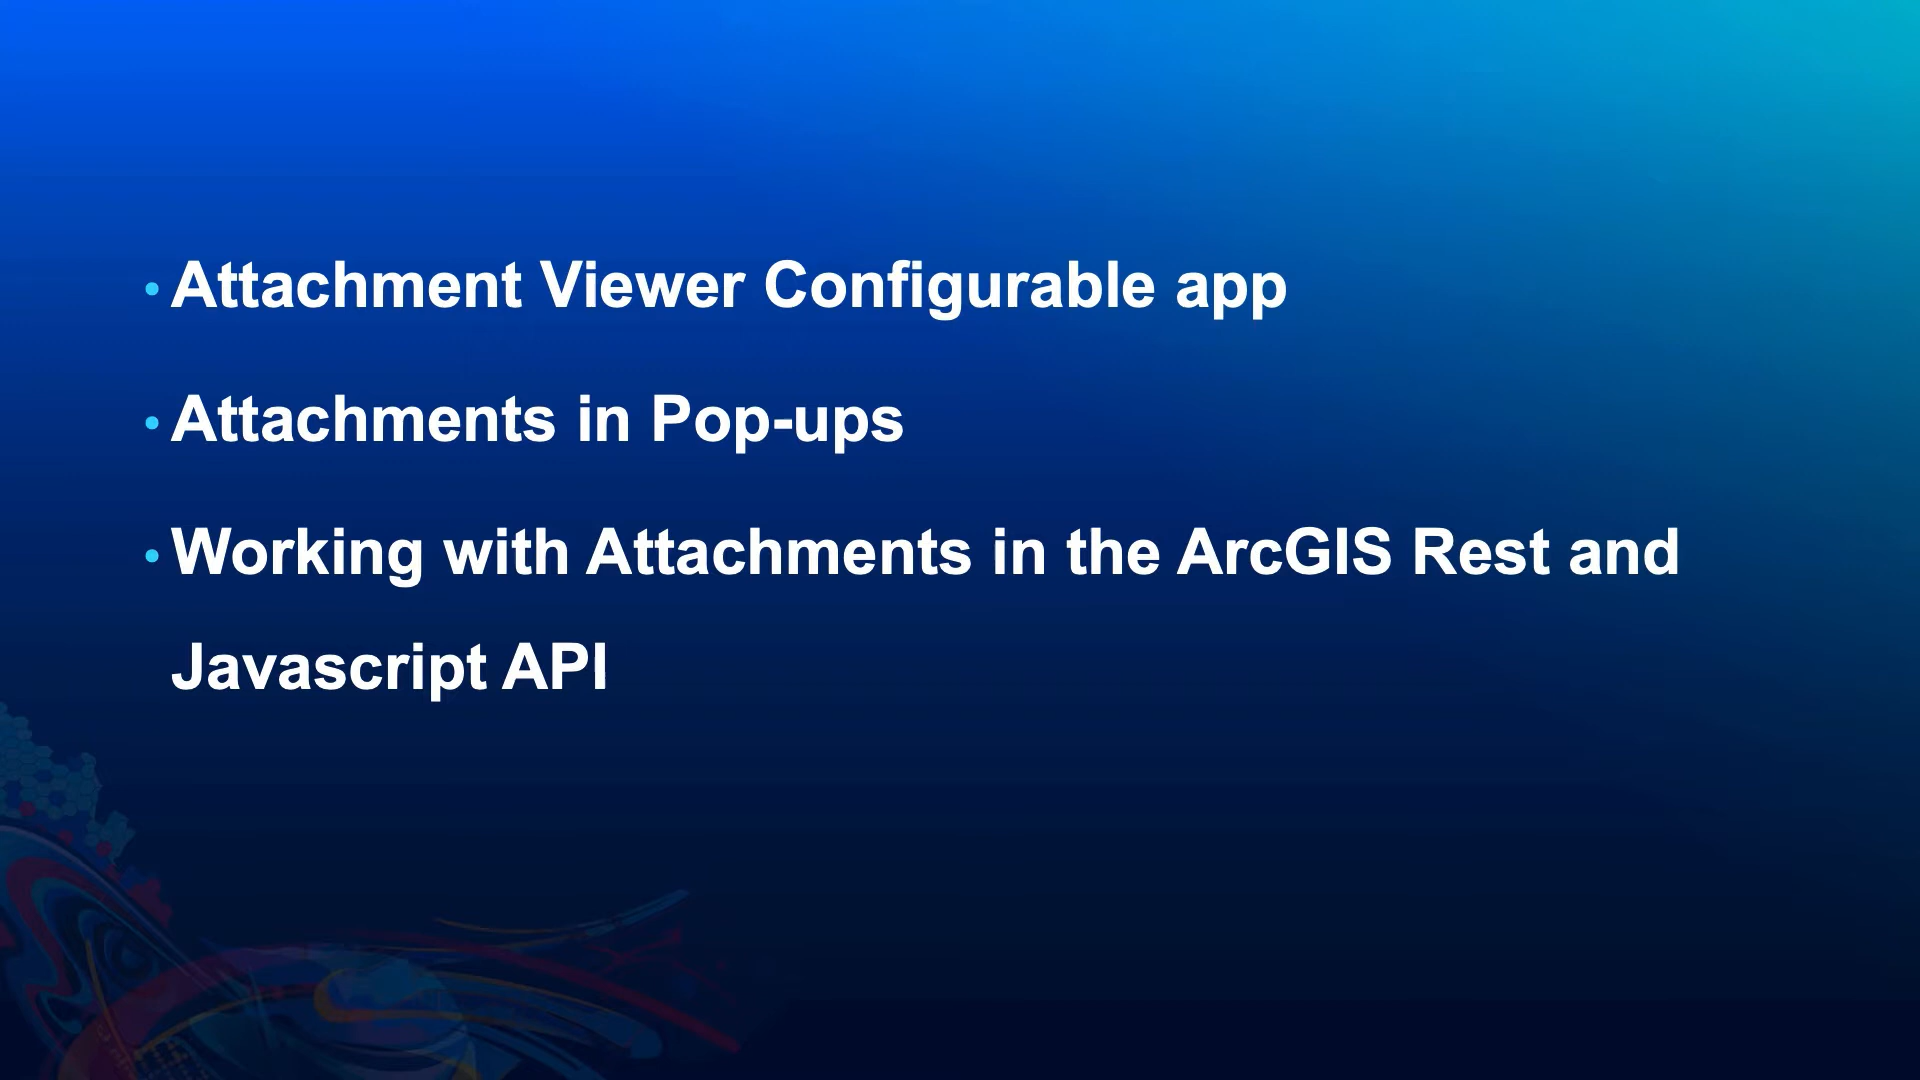 • Attachment Viewer Configurable app
• Attachments in Pop-ups
• Working with Attachments in the ArcGIS Rest and
Javascript API